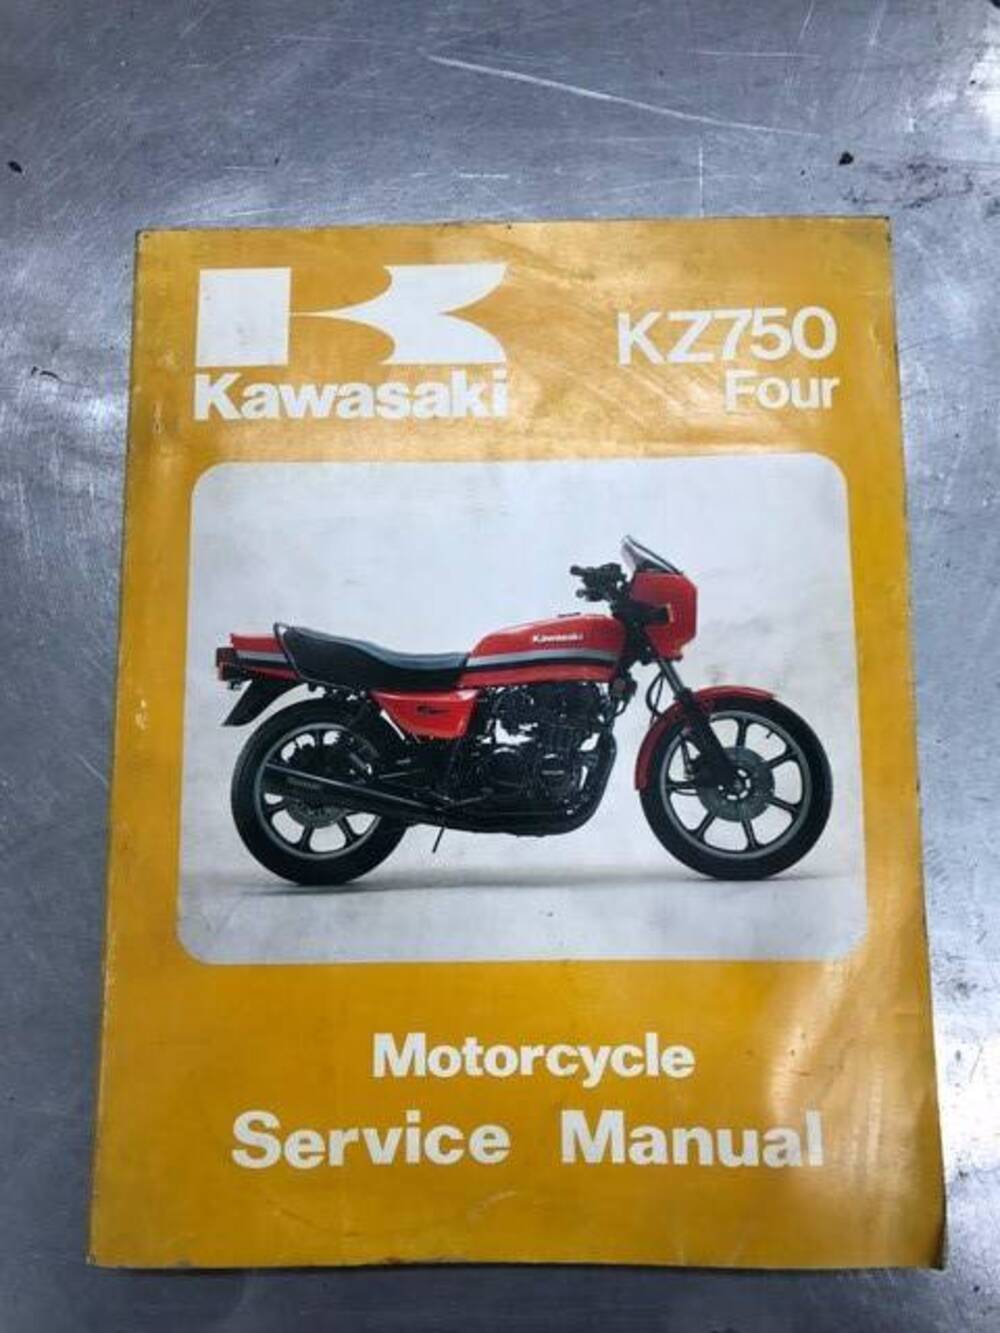 Kawasaki
KZ750
Four
Kawasaki
Motorcycle
Service Manual